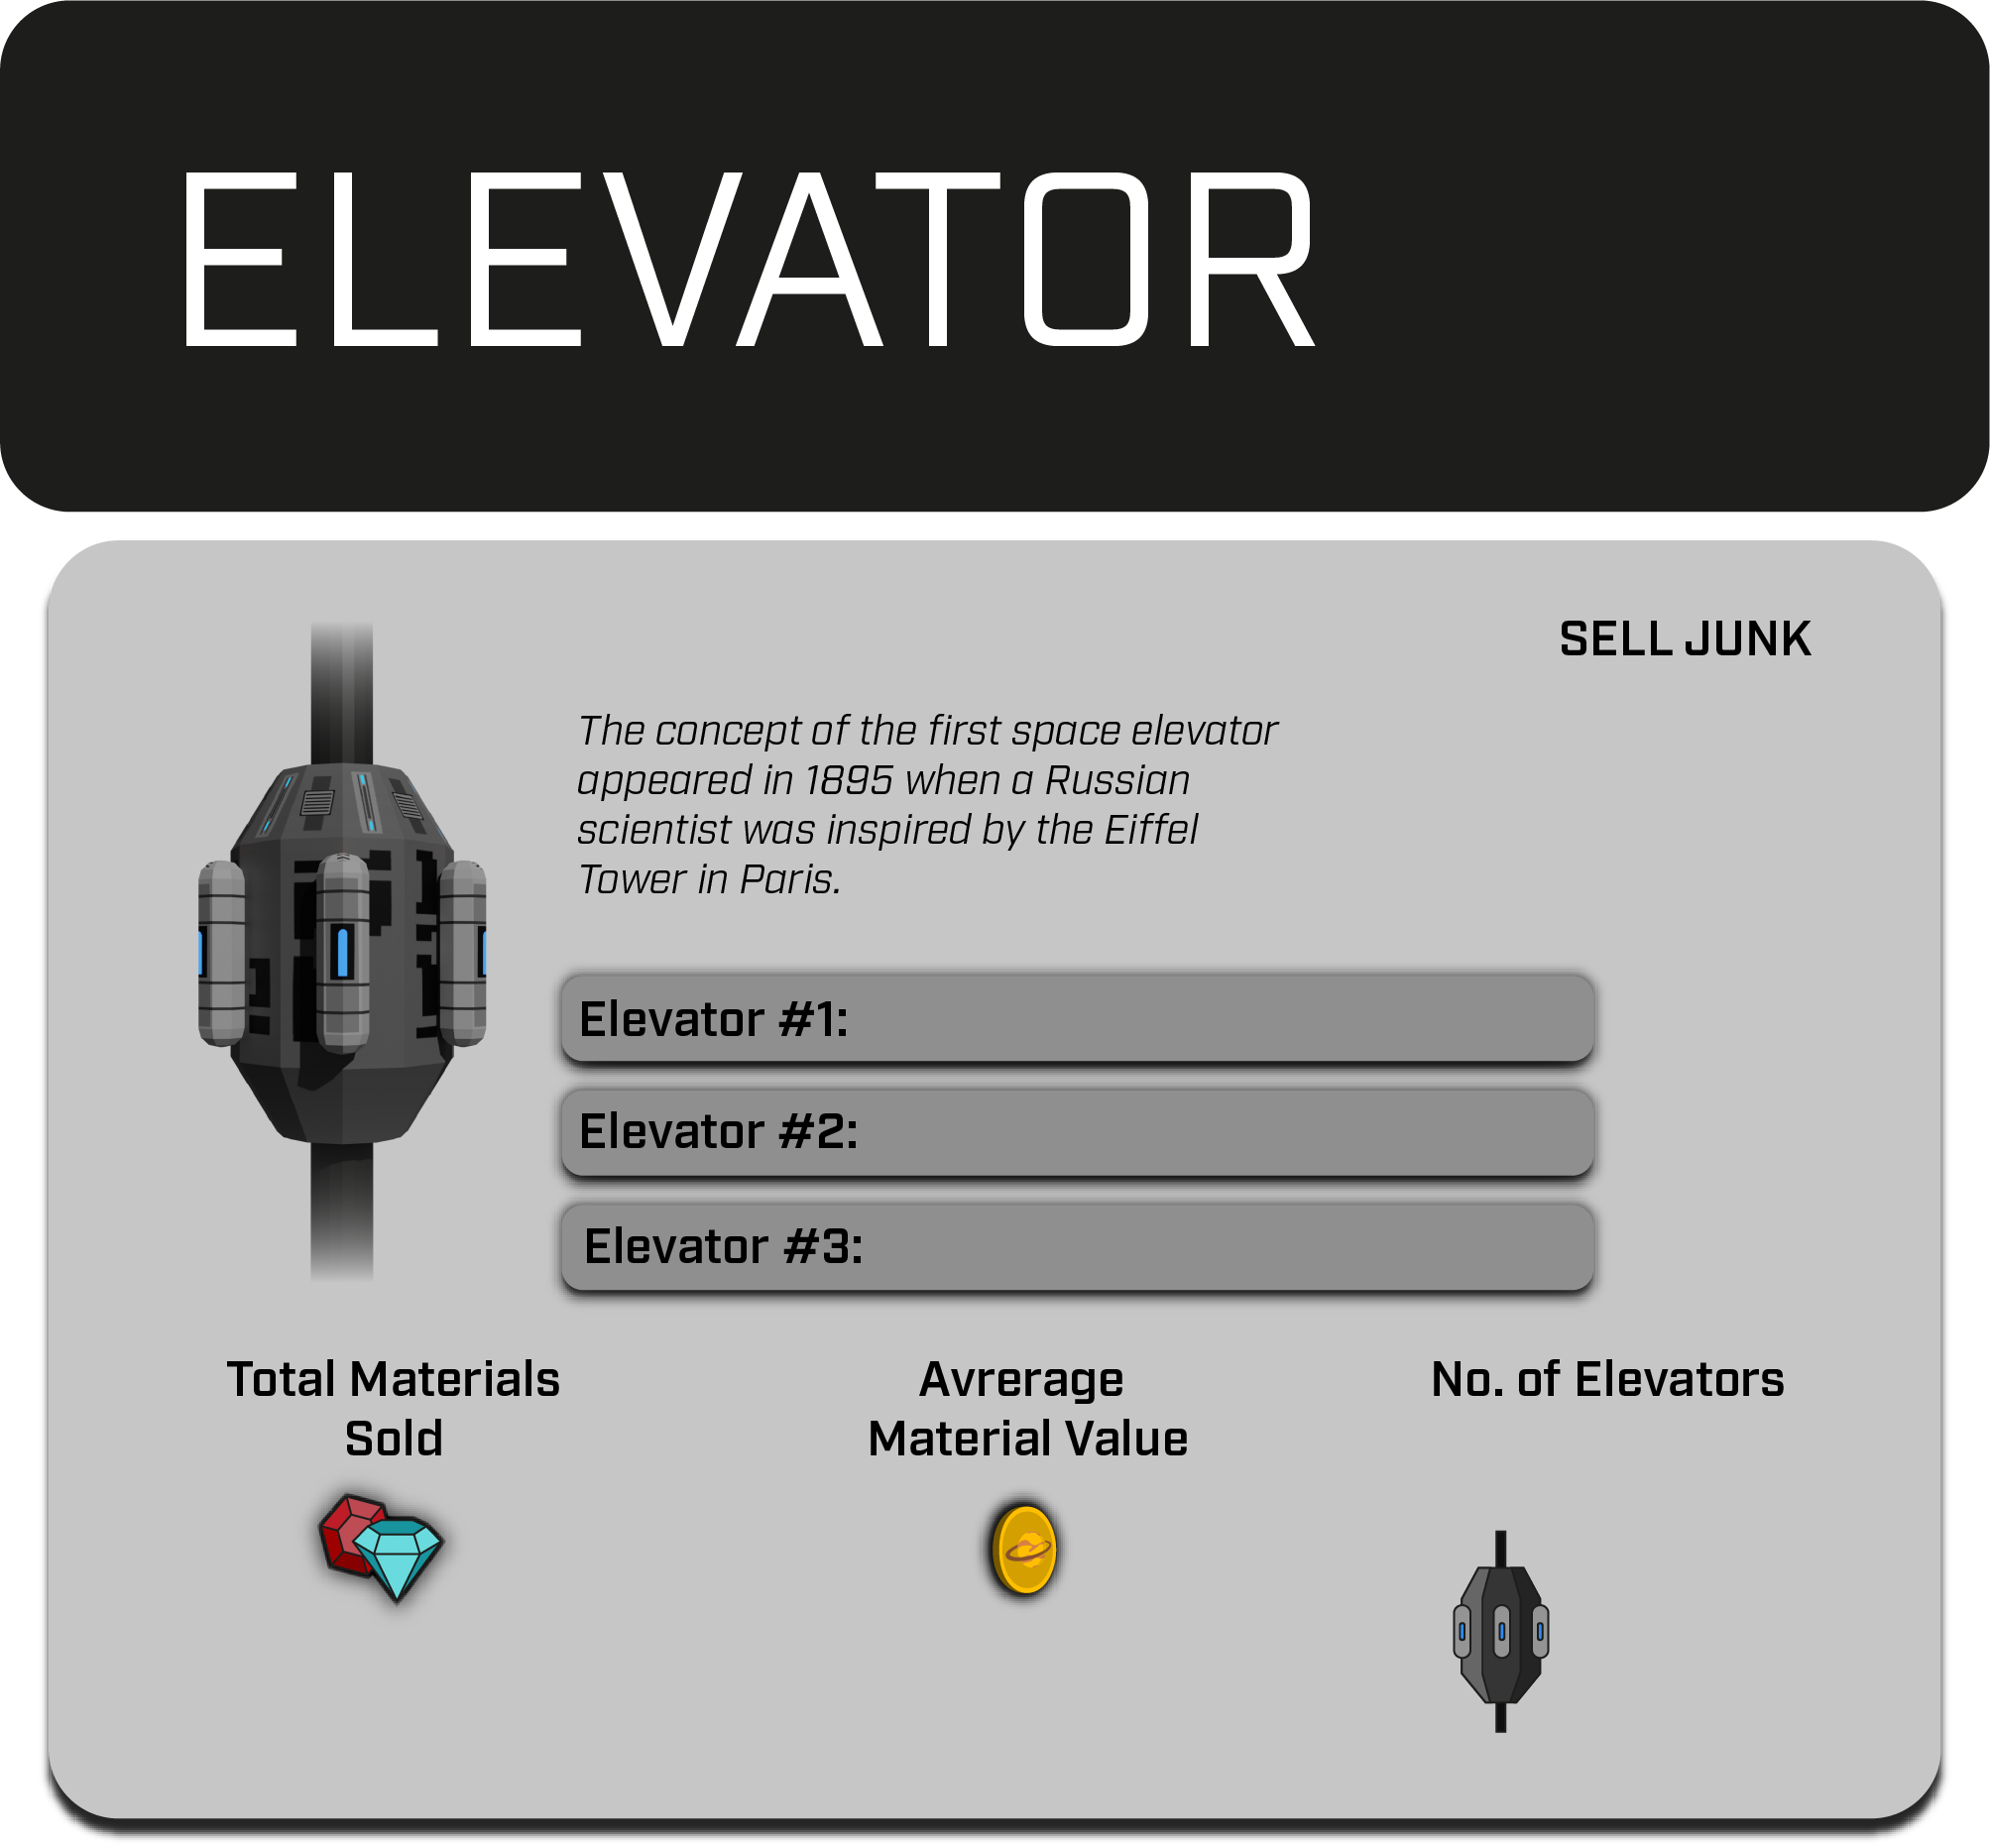 ELEVATOR
SELL JUNK
The concept of the first space elevator
appeared in 1895 when a Russian
scientist was inspired by the Eiffel
Tower in Paris.
Elevator #1:
Elevator #2:
Elevator #3:
Total Materials
Sold
Avrerage
Material Value
No. of Elevators